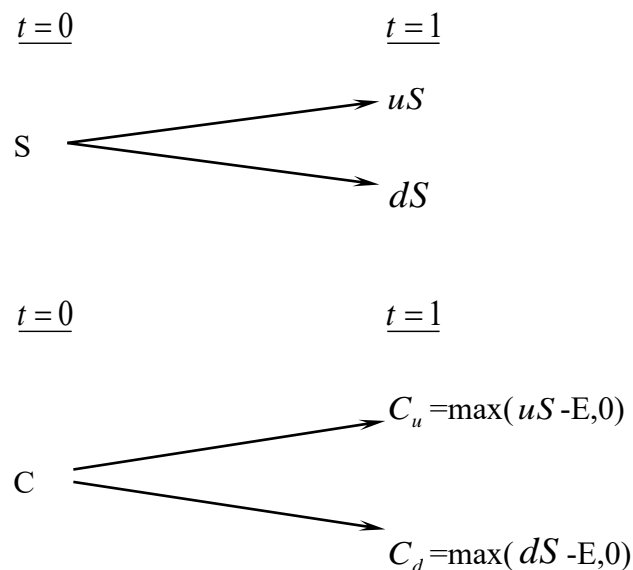 t = 0 t = 1
uS
S
dS
t = 0 t = 1
C_u =max( uS -E,0)
C
C_d =max( dS -E,0)